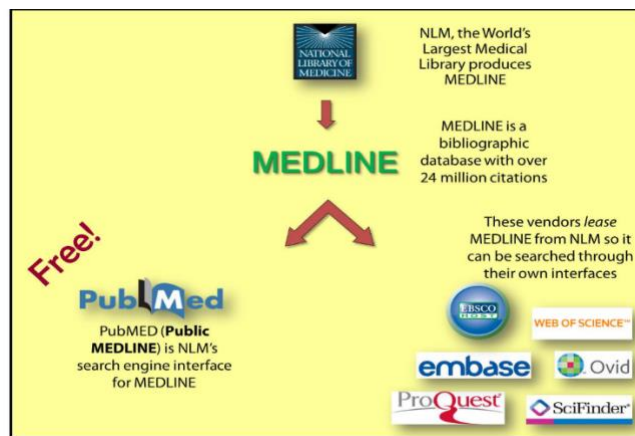 NATIONAL
LIBRARY OF
MEDICINE
NLM, the World's
Largest Medical
Library produces
MEDLINE
MEDLINE
MEDLINE is a
bibliographic
database with over
24 million citations
Free!
PubMed
PubMED (Public
MEDLINE) is NLM's
search engine interface
for MEDLINE
These vendors lease
MEDLINE from NLM so it
can be searched through
their own interfaces
EBSCO
HOST
WEB OF SCIENCE™
embase
Ovid
ProQuest
SciFinder®